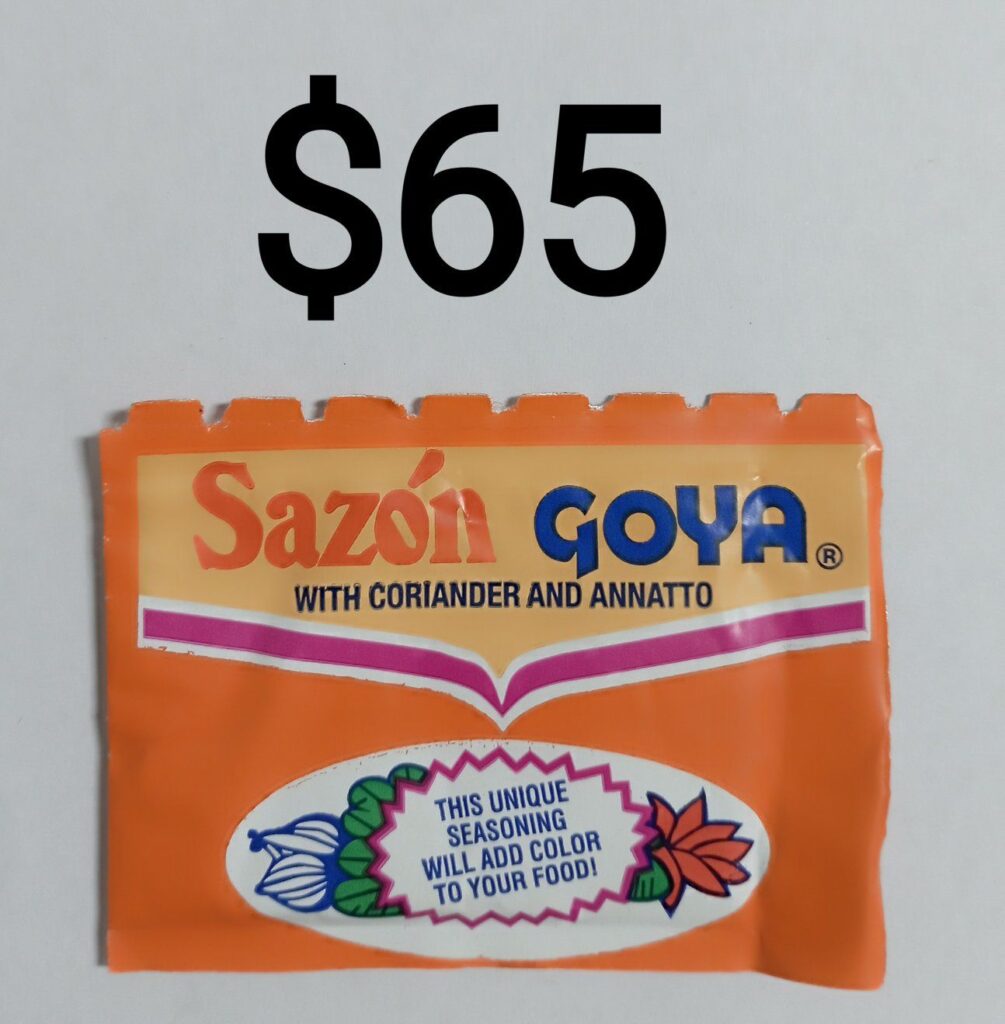 $65
Sazón GOYA®
WITH CORIANDER AND ANNATTO
THIS UNIQUE
SEASONING
WILL ADD COLOR
TO YOUR FOOD!